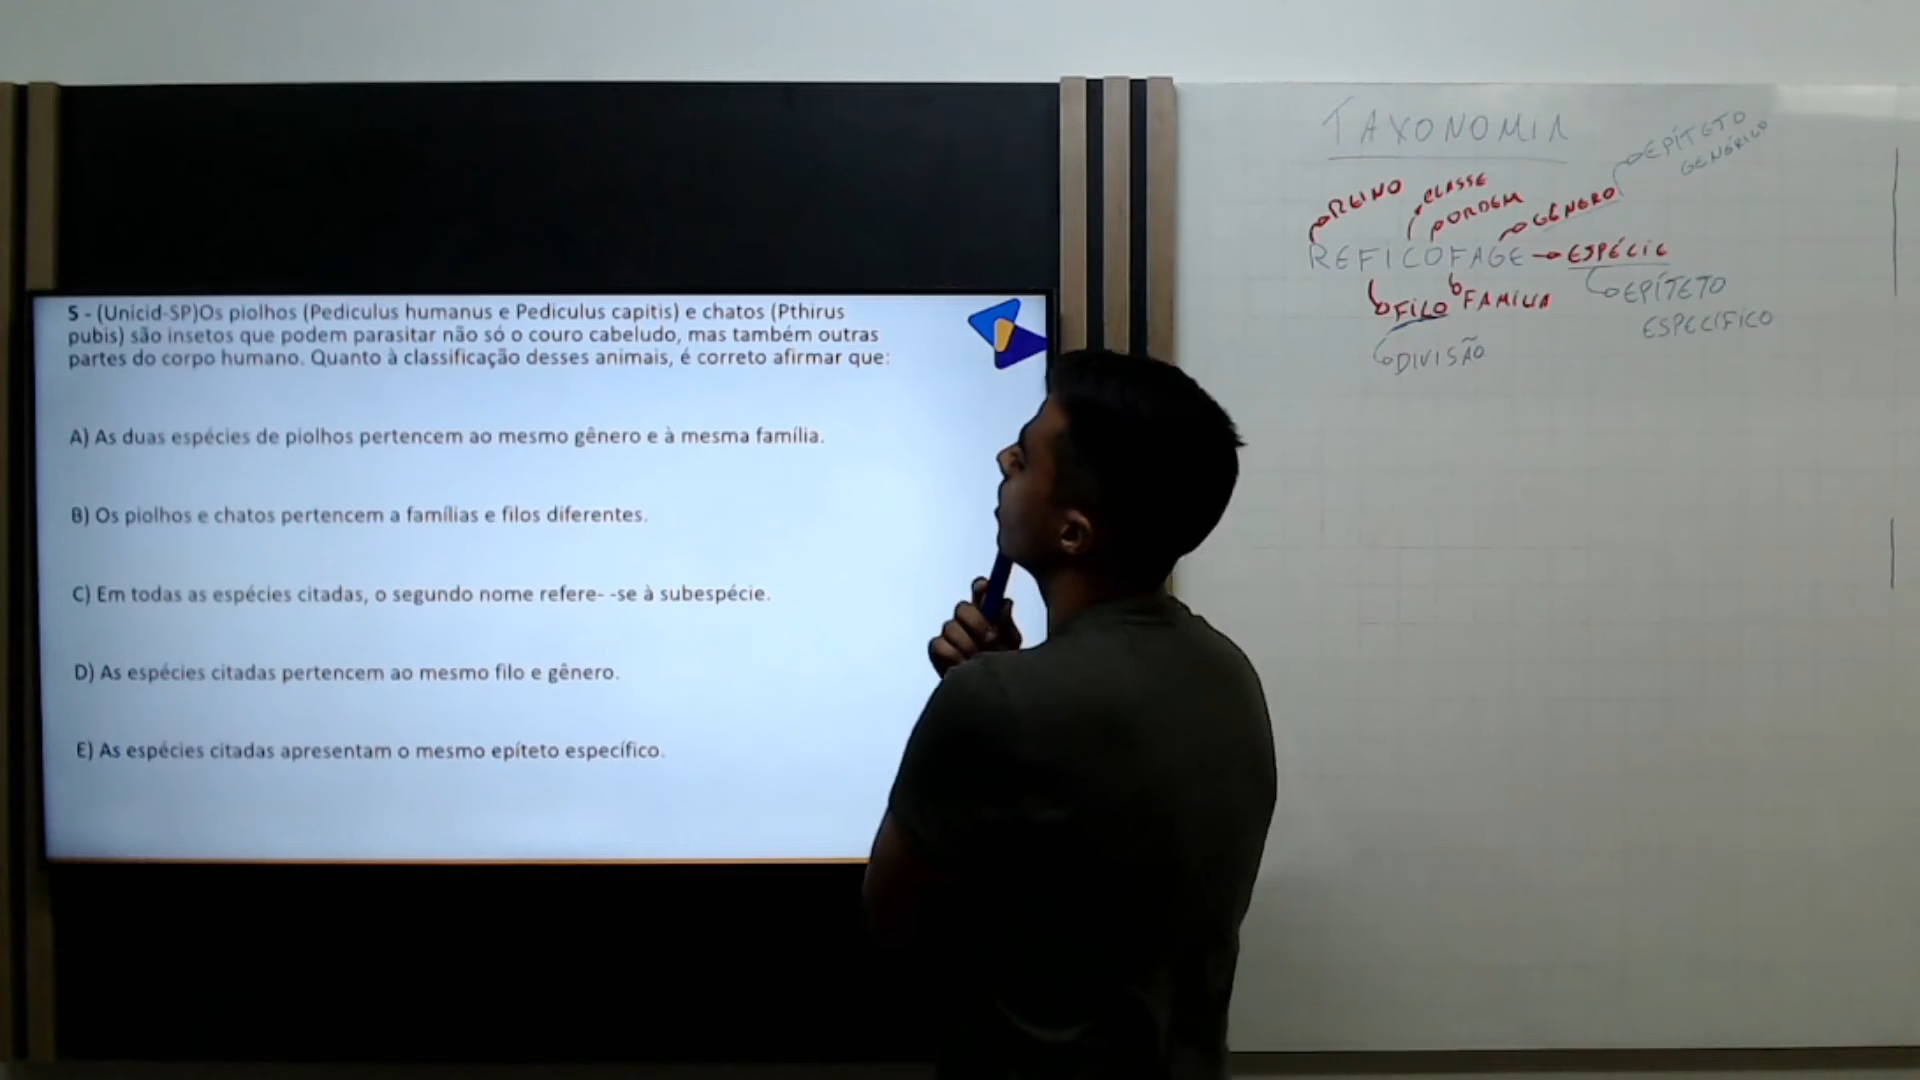 5 - (Unicid-SP)Os piolhos (Pediculus humanus e Pediculus capitis) e chatos (Pthirus
pubis) são insetos que podem parasitar não só o couro cabeludo, mas também outras
partes do corpo humano. Quanto à classificação desses animais, é correto afirmar que:
A) As duas espécies de piolhos pertencem ao mesmo gênero e à mesma família.
B) Os piolhos e chatos pertencem a famílias e filos diferentes.
C) Em todas as espécies citadas, o segundo nome refere- -se à subespécie.
D) As espécies citadas pertencem ao mesmo filo e gênero.
E) As espécies citadas apresentam o mesmo epíteto específico.
TAXONOMIA
EPÍTETO
GENÉRICO
REINO
CLASSE
ORDEM
GÊNERO
REFICOFAGE → ESPÉCIE
FILO
FAMÍLIA
EPÍTETO
ESPECÍFICO
DIVISÃO